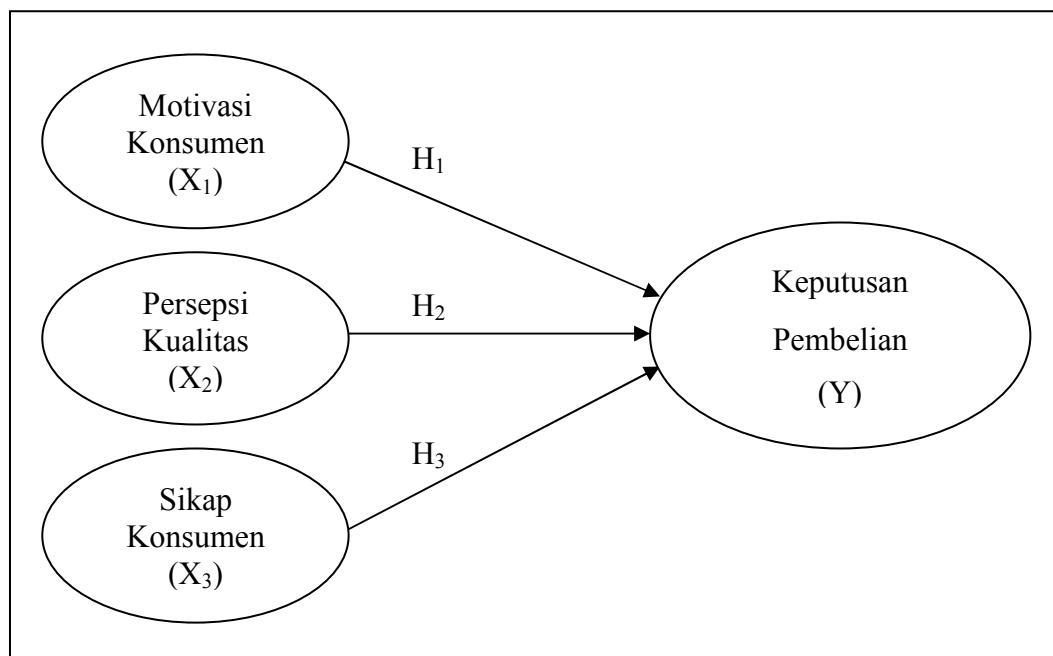 Motivasi
Konsumen
(X₁)
H₁
Persepsi
Kualitas
(X₂)
H₂
Sikap
Konsumen
(X₃)
H₃
Keputusan
Pembelian
(Y)